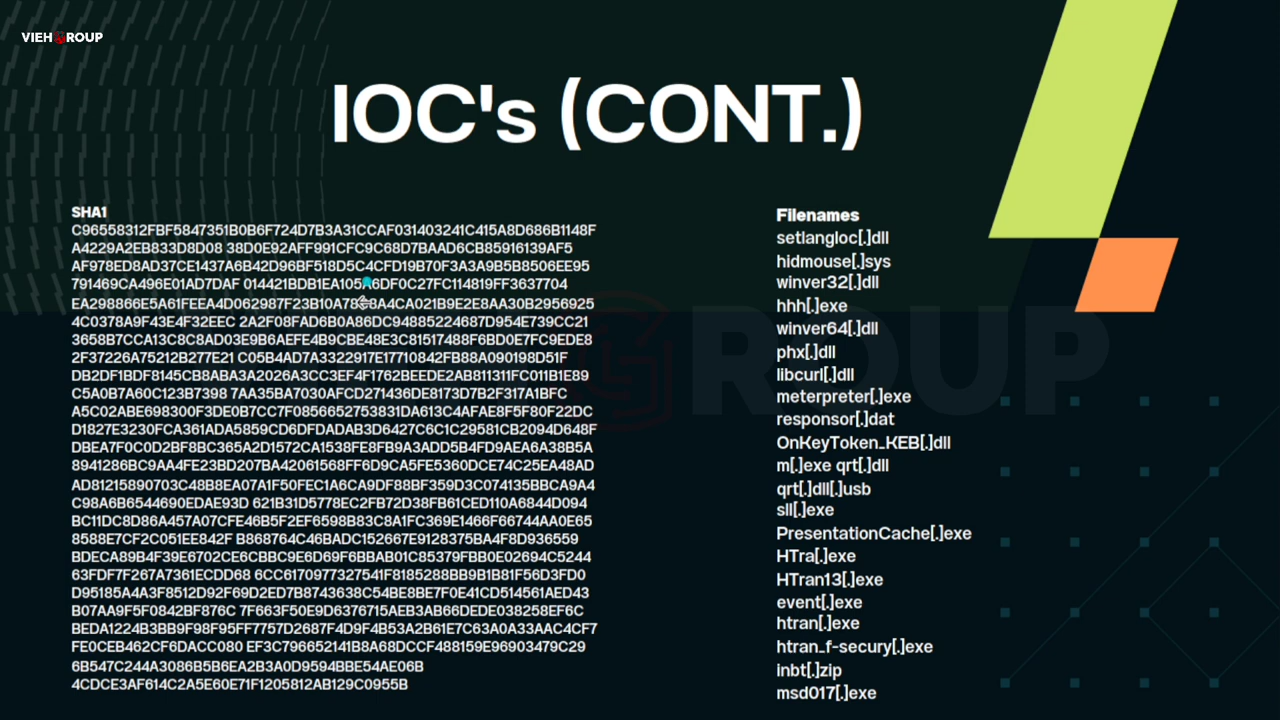 VIEH GROUP
IOC's (CONT.)
SHA1
C96558312FBF5847351B0B6F724D7B3A31CCAF031403241C415A8D686B1148F
A4229A2EB833D8D08 38D0E92AFF991CFC9C68D7BAAD6CB85916139AF5
AF978ED8AD37CE1437A6B42D96BF518D5C4CFD19B70F3A3A9B5B8506EE95
791469CA496E01AD7DAF 014421BDB1EA105A6DF0C27FC114819FF3637704
4C0378A9F43E4F32EEC 2A2F08FAD6B0A86DC94885224687D954E739CC21
3658B7CCA13C8C8AD03E9B6AEFE4B9CBE48E3C81517488F6BD0E7FC9EDE8
2F37226A75212B277E21 C05B4AD7A3322917E17710842FB88A090198D51F
DB2DF1BDF8145CB8ABA3A2026A3CC3EF4F1762BEEDE2AB811311FC011B1E89
C5A0B7A60C123B7398 7AA35BA7030AFCD271436DE8173D7B2F317A1BFC
A5C02ABE698300F3DE0B7CC7F0856652753831DA613C4AFAE8F5F80F22DC
D1827E3230FCA361ADA5859CD6DFDADAB3D6427C6C1C29581CB2094D648F
DBEA7F0C0D2BF8BC365A2D1572CA1538FE8FB9A3ADD5B4FD9AEA6A38B5A
8941286BC9AA4FE23BD207BA42061568FF6D9CA5FE5360DCE74C25EA48AD
AD81215890703C48B8EA07A1F50FEC1A6CA9DF88BF359D3C074135BBCA9A4
C98A6B6544690EDAE93D 621B31D5778EC2FB72D38FB61CED110A6844D094
BC11DC8D86A457A07CFE46B5F2EF6598B83C8A1FC369E1466F66744AA0E65
8588E7CF2C051EE842F B868764C46BADC152667E9128375BA4F8D936559
BDECA89B4F39E6702CE6CBBC9E6D69F6BBAB01C85379FBB0E02694C5244
63FDF7F267A7361ECDD68 6CC6170977327541F8185288BB9B1B81F56D3FD0
D95185A4A3F8512D92F69D2ED7B8743638C54BE8BE7F0E41CD514561AED43
B07AA9F5F0842BF876C 7F663F50E9D6376715AEB3AB66DEDE038258EF6C
BEDA1224B3BB9F98F95FF7757D2687F4D9F4B53A2B61E7C63A0A33AAC4CF7
FE0CEB462CF6DACC080 EF3C796652141B8A68DCCF488159E96903479C29
6B547C244A3086B5B6EA2B3A0D9594BBE54AE06B
4CDCE3AF614C2A5E60E71F1205812AB129C0955B
Filenames
setlangloc[.]dll
hidmouse[.]sys
winver32[.]dll
hhh[.]exe
winver64[.]dll
phx[.]dll
libcurl[.]dll
meterpreter[.]exe
responsor[.]dat
OnKeyToken_KEB[.]dll
m[.]exe qrt[.]dll
qrt[.]dll[.]usb
sll[.]exe
PresentationCache[.]exe
HTra[.]exe
HTran13[.]exe
event[.]exe
htran[.]exe
htran_f-secury[.]exe
inbt[.]zip
msd017[.]exe